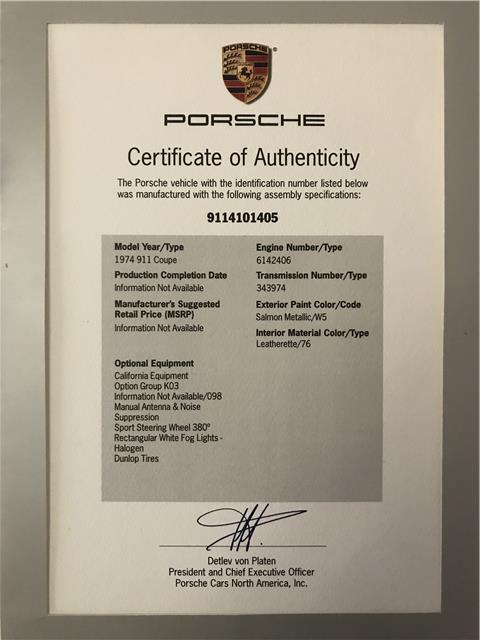 PORSCHE
PORSCHE
Certificate of Authenticity
The Porsche vehicle with the identification number listed below
was manufactured with the following assembly specifications:
9114101405
Model Year/Type
1974 911 Coupe
Production Completion Date
Information Not Available
Manufacturer's Suggested
Retail Price (MSRP)
Information Not Available
Engine Number/Type
6142406
Transmission Number/Type
343974
Exterior Paint Color/Code
Salmon Metallic/W5
Interior Material Color/Type
Leatherette/76
Optional Equipment
California Equipment
Option Group K03
Information Not Available/098
Manual Antenna & Noise
Suppression
Sport Steering Wheel 380º
Rectangular White Fog Lights -
Halogen
Dunlop Tires
Detlev von Platen
President and Chief Executive Officer
Porsche Cars North America, Inc.